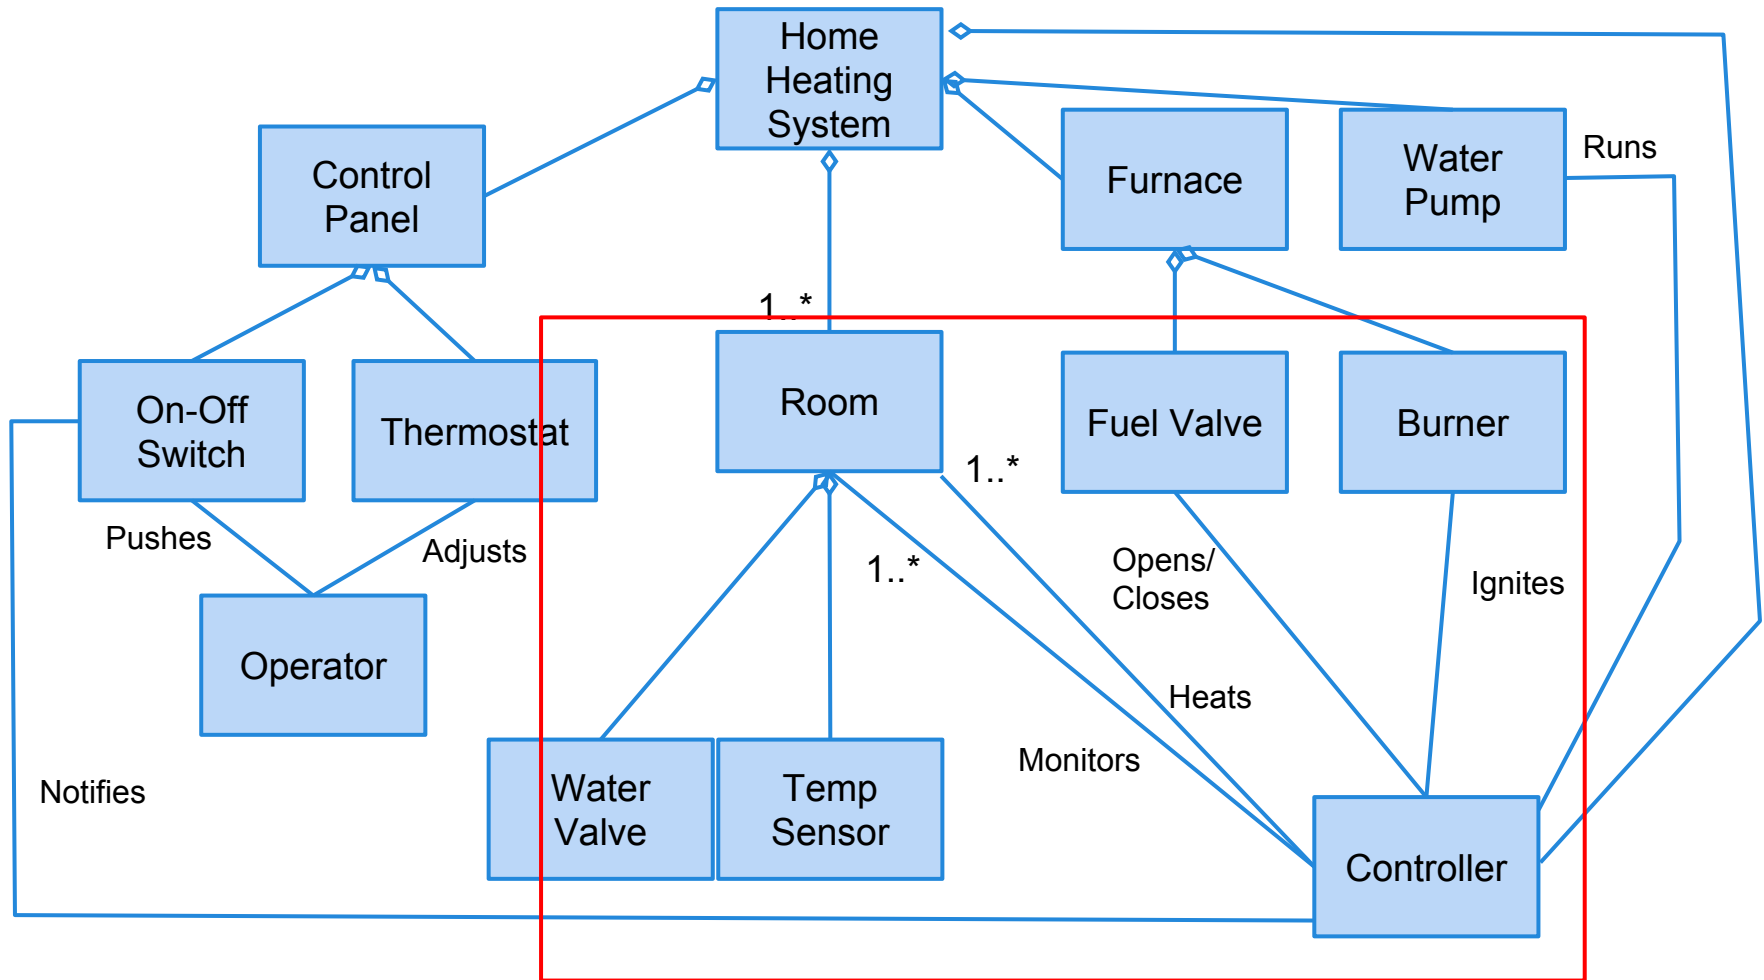 Home
Heating
System
Control
Panel
Furnace
Water
Pump
Runs
1..*
On-Off
Switch
Thermostat
Room
Fuel Valve
Burner
1..*
Pushes
Adjusts
1..*
Opens/
Closes
Ignites
Operator
Heats
Monitors
Notifies
Water
Valve
Temp
Sensor
Controller